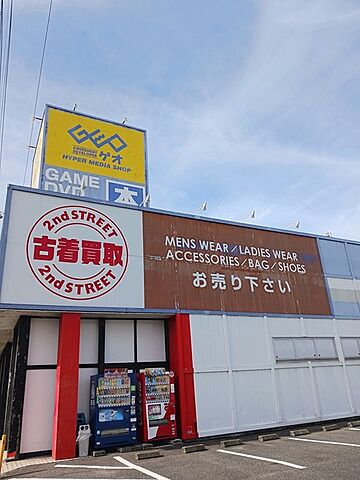 GEO
ゲオ
HYPER MEDIA SHOP
GAME
DVD
本
2nd STREET
古着買取
2nd STREET
MENS WEAR/LADIES WEAR
ACCESSORIES/BAG/SHOES
お売り下さい